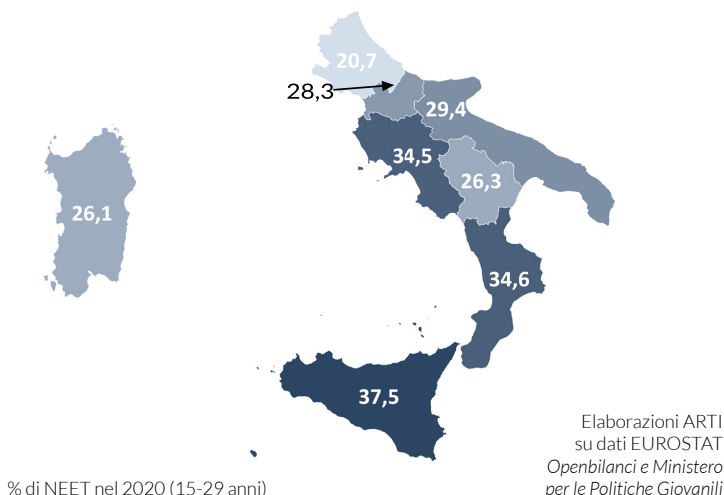 20,7
28,3
29,4
34,5
26,3
26,1
34,6
37,5
Elaborazioni ARTI
su dati EUROSTAT
Openbilanci e Ministero
per le Politiche Giovanili
% di NEET nel 2020 (15-29 anni)